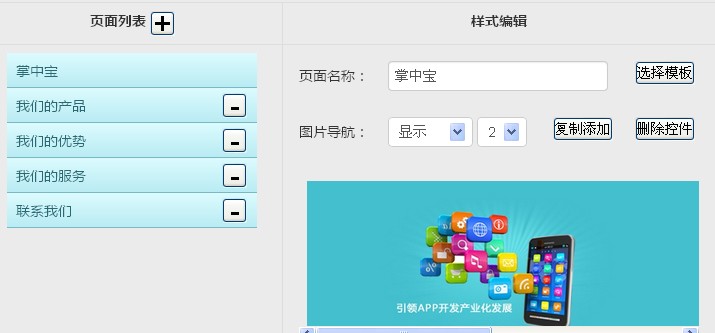 页面列表
样式编辑
掌中宝
我们的产品
我们的优势
我们的服务
联系我们
页面名称：
掌中宝
选择模板
图片导航：
显示
2
复制添加
删除控件
引领APP开发产业化发展